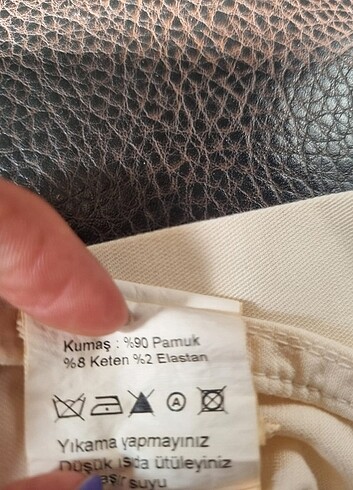 Kumaş : %90 Pamuk
%8 Keten %2 Elastan
A
Yıkama yapmayınız
Düşük ısıda ütüleyiniz
suyu